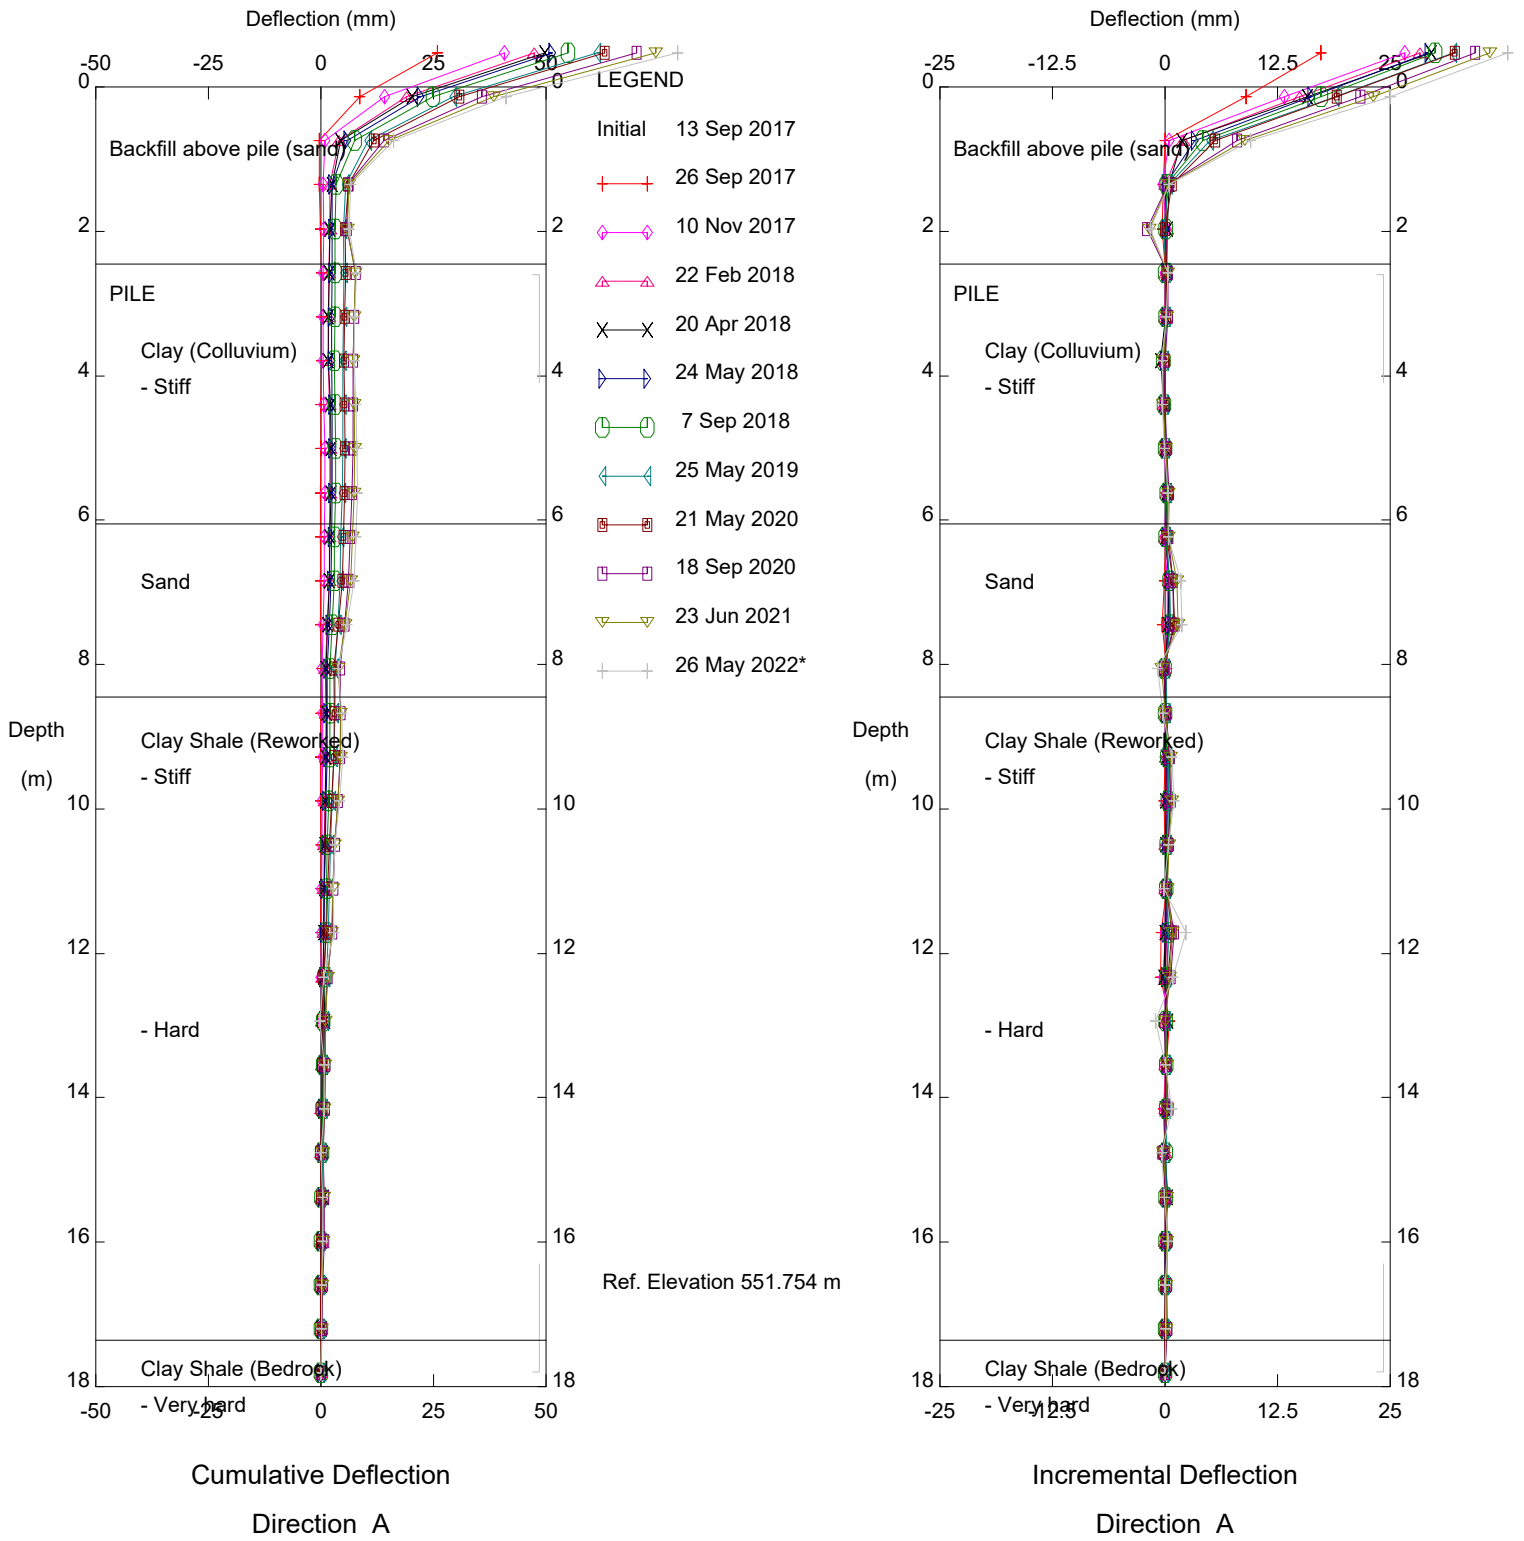 Deflection (mm)
-50 -25 0 25 50
0 0
LEGEND
Initial 13 Sep 2017
26 Sep 2017
10 Nov 2017
22 Feb 2018
20 Apr 2018
24 May 2018
7 Sep 2018
25 May 2019
21 May 2020
18 Sep 2020
23 Jun 2021
26 May 2022*
Backfill above pile (sand)
2 2
PILE
Clay (Colluvium)
- Stiff
4 4
6 6
Sand
8 8
Depth
(m)
Clay Shale (Reworked)
- Stiff
10 10
12 12
- Hard
14 14
16 16
Ref. Elevation 551.754 m
Clay Shale (Bedrock)
18 18
- Very hard
-50 -25 0 25 50
Cumulative Deflection
Direction A
Deflection (mm)
-25 -12.5 0 12.5 25
0 0
Backfill above pile (sand)
2 2
PILE
Clay (Colluvium)
- Stiff
4 4
6 6
Sand
8 8
Depth
(m)
Clay Shale (Reworked)
- Stiff
10 10
12 12
- Hard
14 14
16 16
Clay Shale (Bedrock)
18 18
- Very hard
-25 -12.5 0 12.5 25
Incremental Deflection
Direction A